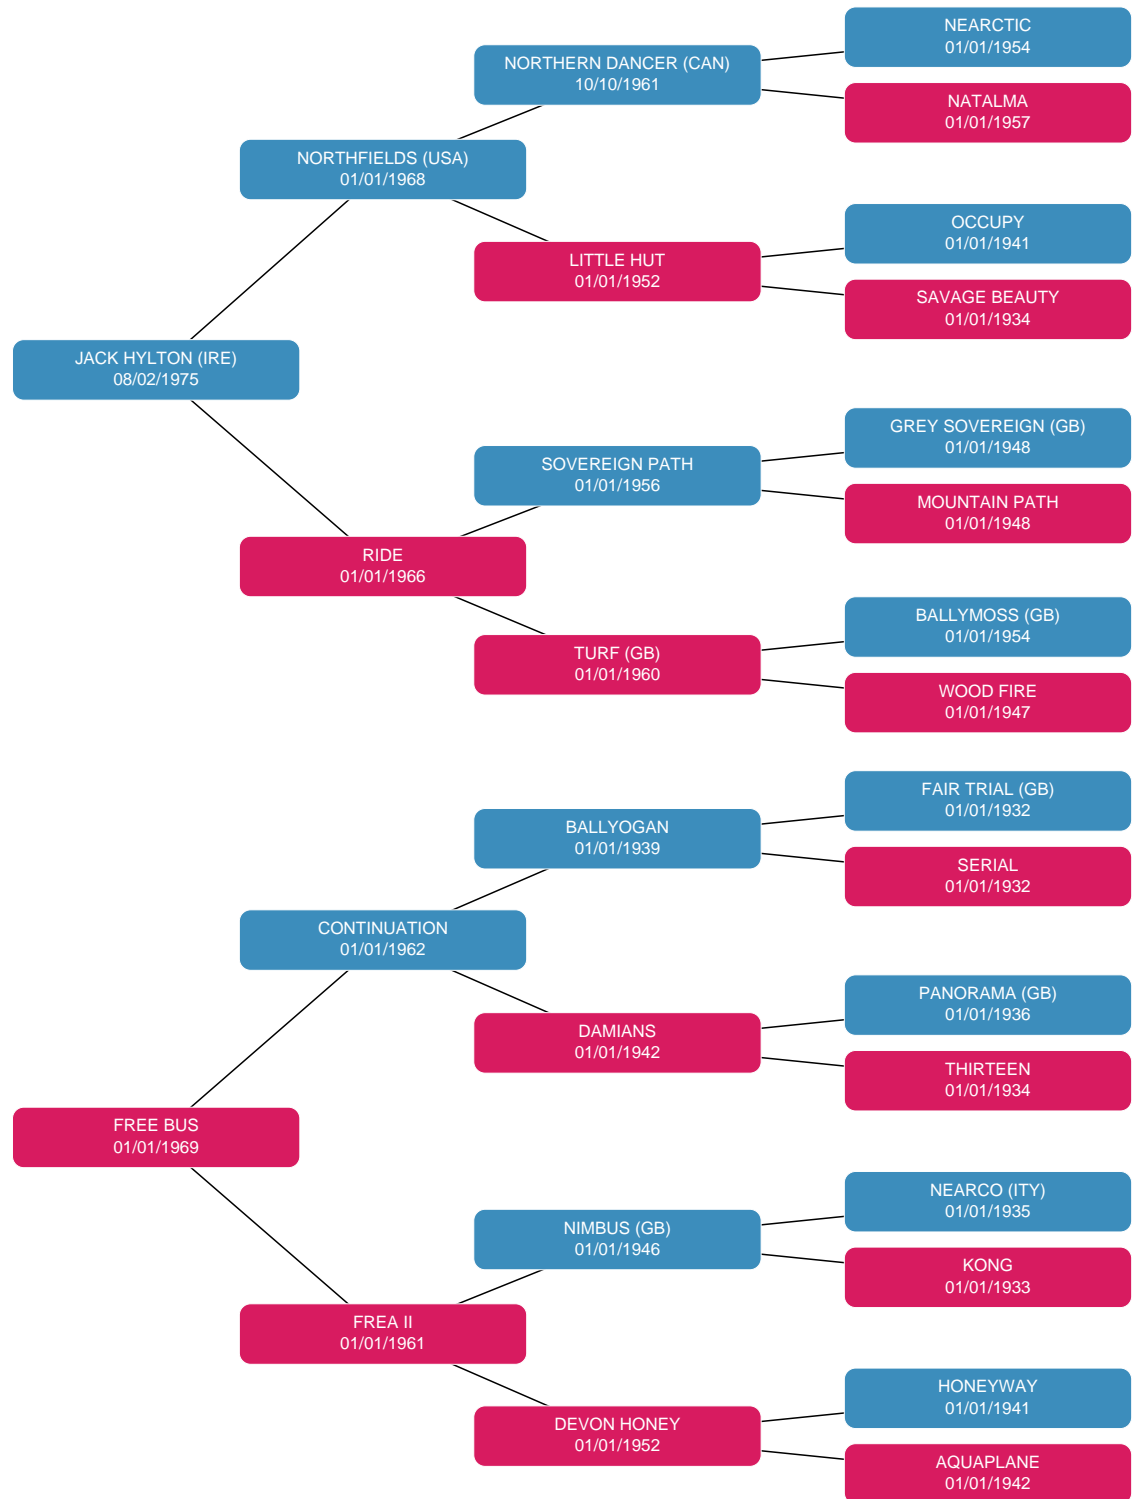 NEARCTIC
01/01/1954
NORTHERN DANCER (CAN)
10/10/1961
NATALMA
01/01/1957
NORTHFIELDS (USA)
01/01/1968
OCCUPY
01/01/1941
LITTLE HUT
01/01/1952
SAVAGE BEAUTY
01/01/1934
JACK HYLTON (IRE)
08/02/1975
GREY SOVEREIGN (GB)
01/01/1948
SOVEREIGN PATH
01/01/1956
MOUNTAIN PATH
01/01/1948
RIDE
01/01/1966
BALLYMOSS (GB)
01/01/1954
TURF (GB)
01/01/1960
WOOD FIRE
01/01/1947
FAIR TRIAL (GB)
01/01/1932
BALLYOGAN
01/01/1939
SERIAL
01/01/1932
CONTINUATION
01/01/1962
PANORAMA (GB)
01/01/1936
DAMIANS
01/01/1942
THIRTEEN
01/01/1934
FREE BUS
01/01/1969
NEARCO (ITY)
01/01/1935
NIMBUS (GB)
01/01/1946
KONG
01/01/1933
FREA II
01/01/1961
HONEYWAY
01/01/1941
DEVON HONEY
01/01/1952
AQUAPLANE
01/01/1942